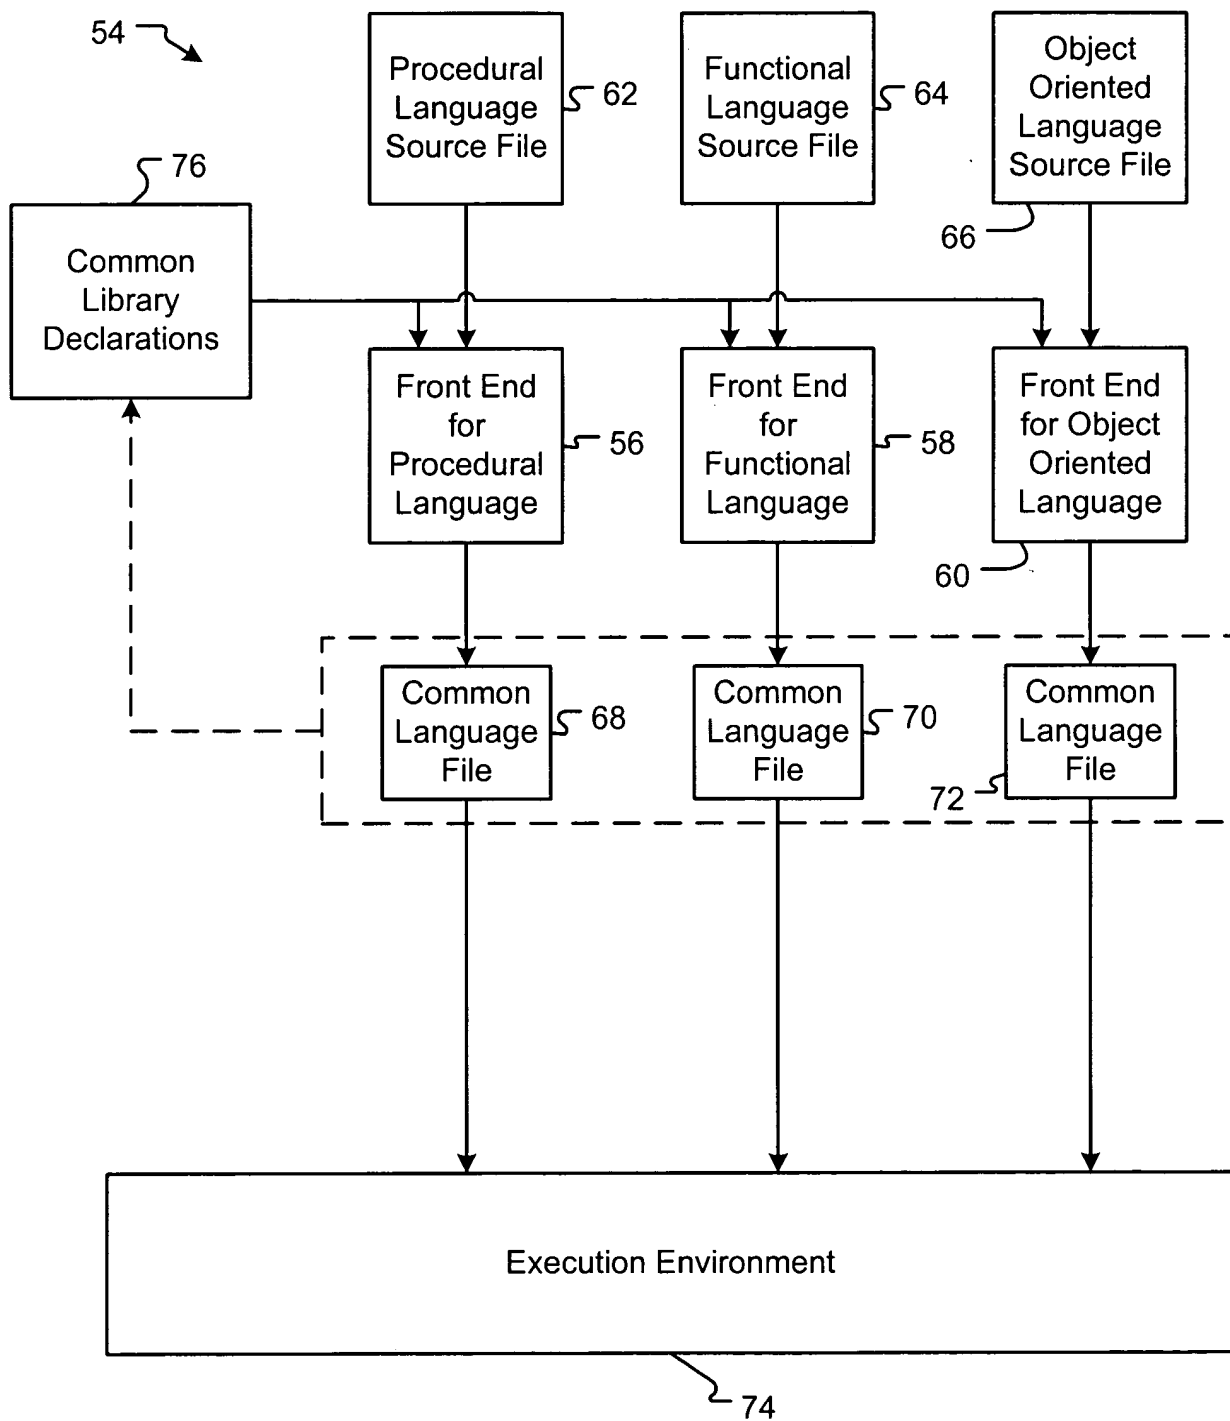 54
Procedural
Language
Source File
62
Functional
Language
Source File
64
Object
Oriented
Language
Source File
66
76
Common
Library
Declarations
Front End
for
Procedural
Language
56
Front End
for
Functional
Language
58
Front End
for Object
Oriented
Language
60
Common
Language
File
68
Common
Language
File
70
Common
Language
File
72
Execution Environment
74